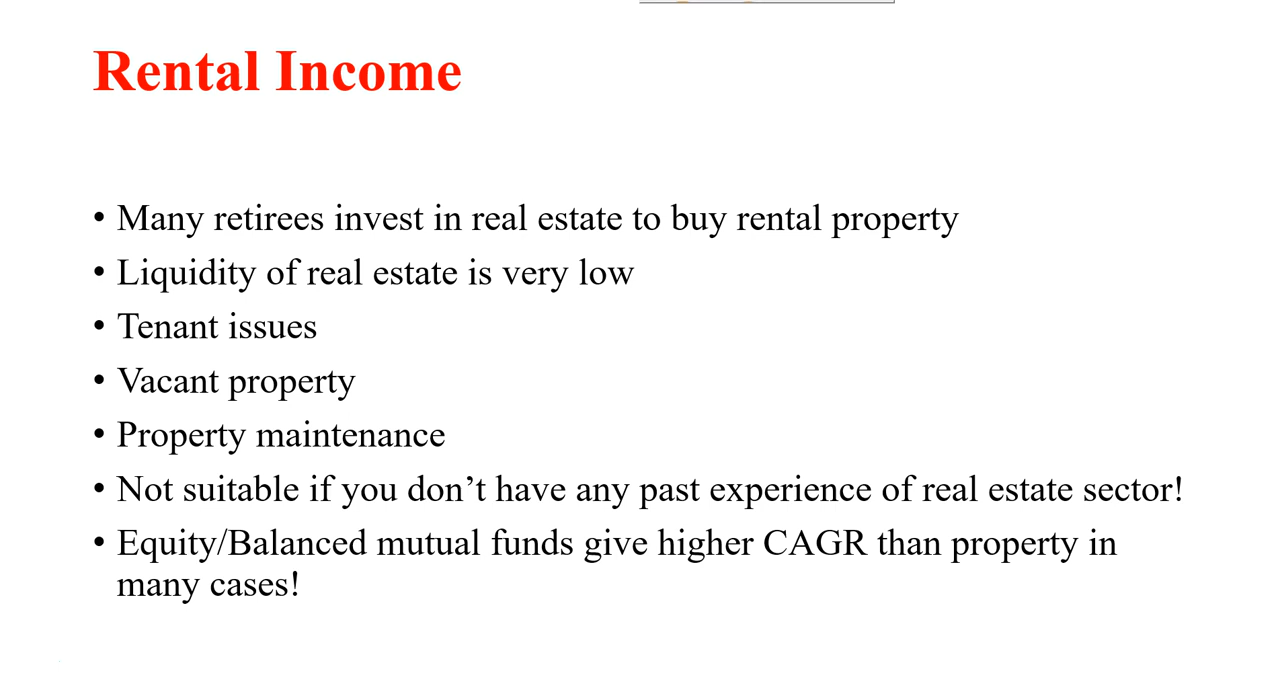 Rental Income
• Many retirees invest in real estate to buy rental property
• Liquidity of real estate is very low
• Tenant issues
• Vacant property
• Property maintenance
• Not suitable if you don’t have any past experience of real estate sector!
• Equity/Balanced mutual funds give higher CAGR than property in
many cases!